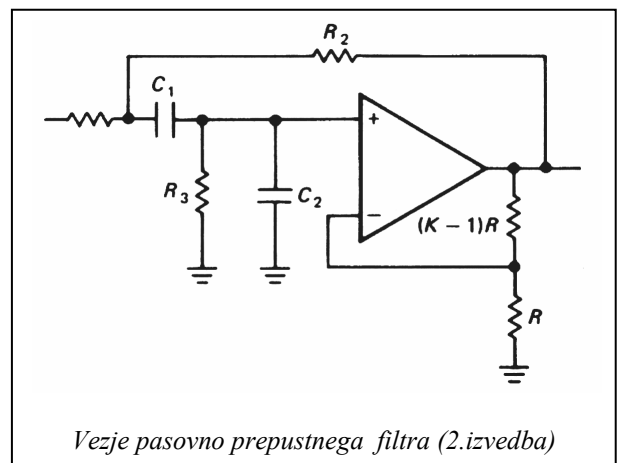 R₂
C₁
+
R₃
C₂
−
(K − 1)R
R
Vezje pasovno prepustnega filtra (2.izvedba)